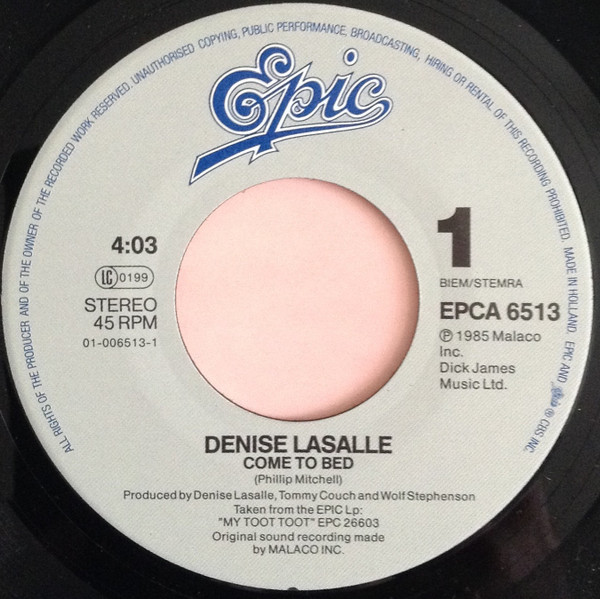 ALL RIGHTS OF THE PRODUCER AND OF THE OWNER OF THE RECORDED WORK RESERVED. UNAUTHORISED COPYING, PUBLIC PERFORMANCE, BROADCASTING, HIRING OR RENTAL OF THIS RECORDING PROHIBITED. MADE IN HOLLAND. EPIC AND Epic ® CBS INC.
Epic
4:03
LC 0199
STEREO
45 RPM
01-006513-1
1
BIEM/STEMRA
EPCA 6513
℗ 1985 Malaco
Inc.
Dick James
Music Ltd.
DENISE LASALLE
COME TO BED
(Phillip Mitchell)
Produced by Denise Lasalle, Tommy Couch and Wolf Stephenson
Taken from the EPIC Lp:
"MY TOOT TOOT" EPC 26603
Original sound recording made
by MALACO INC.